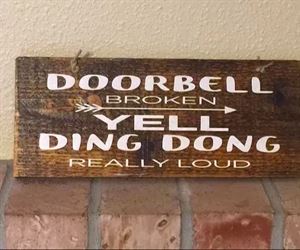 DOORBELL
BROKEN
YELL
DING DONG
REALLY LOUD